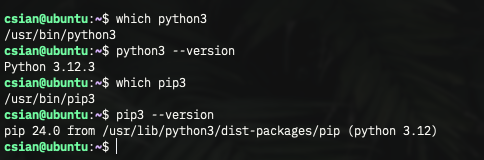 csian@ubuntu:~$ which python3
/usr/bin/python3
csian@ubuntu:~$ python3 --version
Python 3.12.3
csian@ubuntu:~$ which pip3
/usr/bin/pip3
csian@ubuntu:~$ pip3 --version
pip 24.0 from /usr/lib/python3/dist-packages/pip (python 3.12)
csian@ubuntu:~$